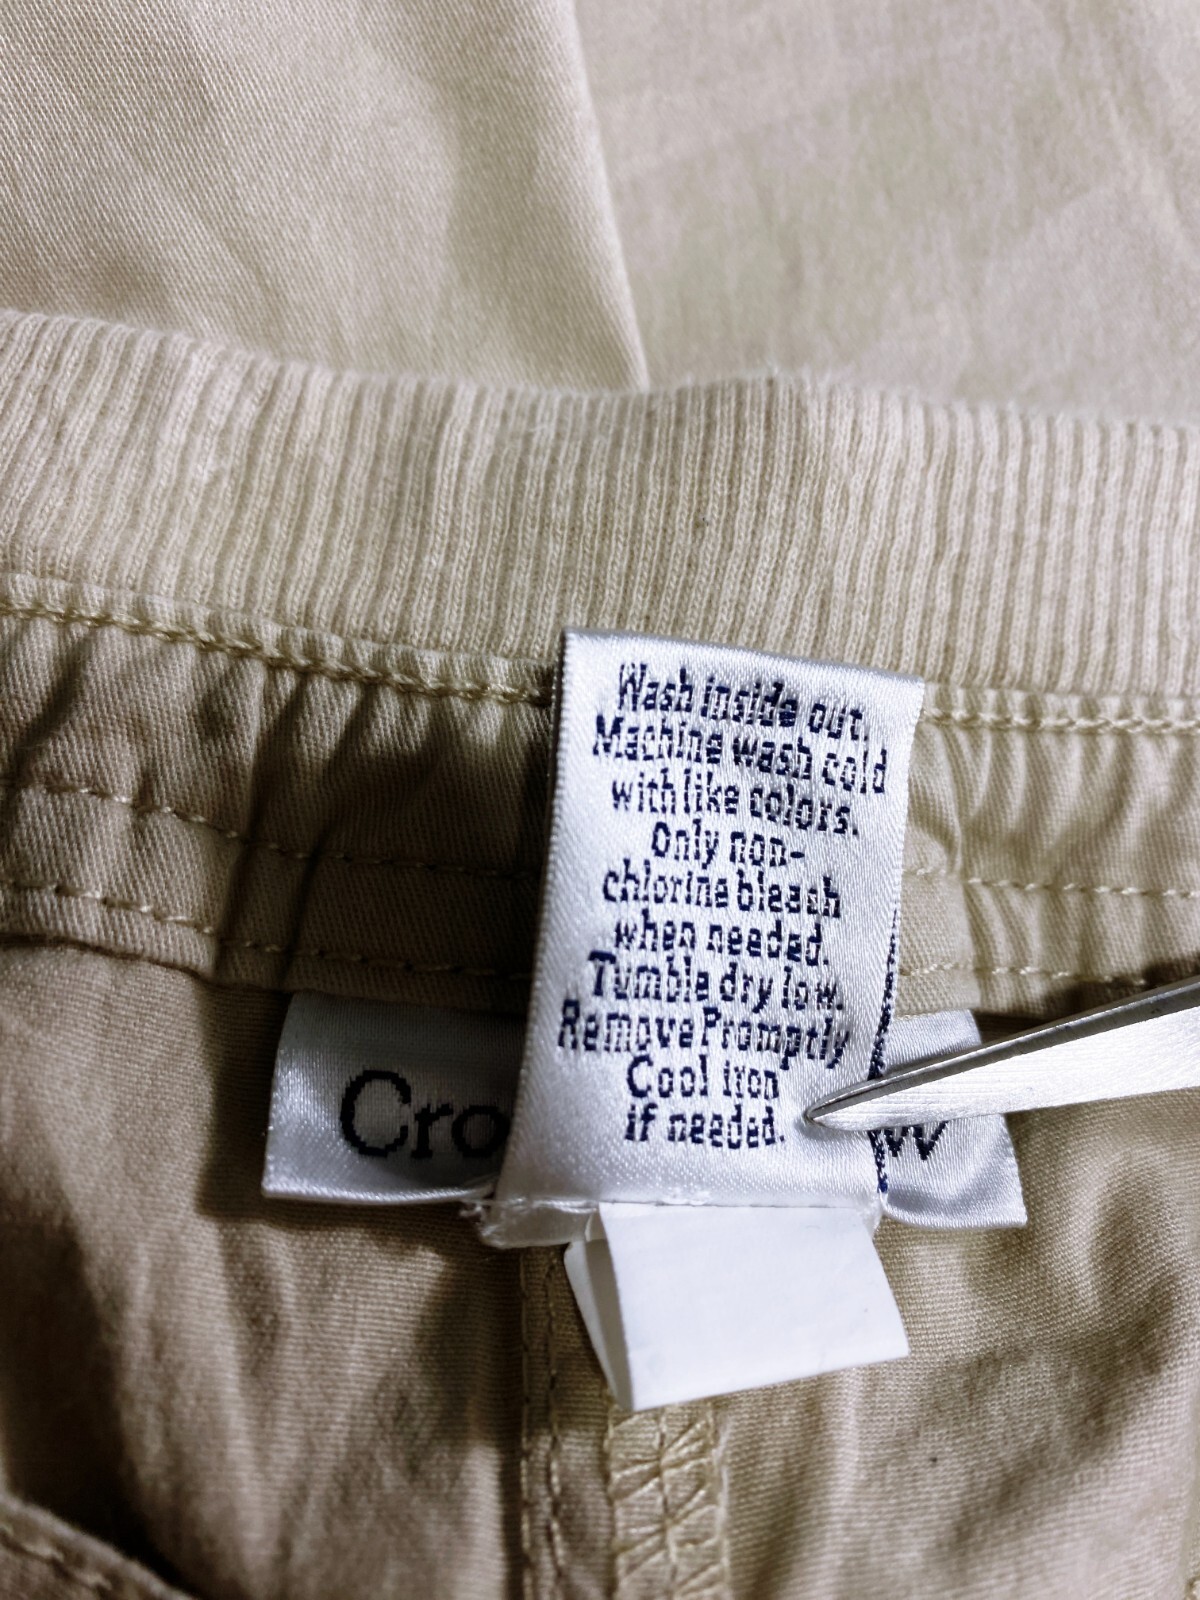 Wash inside out.
Machine wash cold
with like colors.
Only non-
chlorine bleach
when needed.
Tumble dry low.
Remove Promptly
Cool iron
if needed.
Cro w